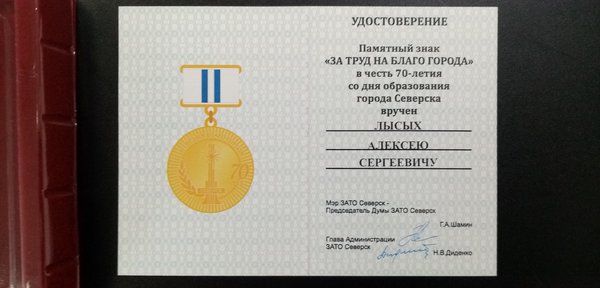 УДОСТОВЕРЕНИЕ
Памятный знак
«ЗА ТРУД НА БЛАГО ГОРОДА»
в честь 70-летия
со дня образования
города Северска
вручен
ЛЫСЫХ
АЛЕКСЕЮ
СЕРГЕЕВИЧУ
70
Мэр ЗАТО Северск -
Председатель Думы ЗАТО Северск
Г.А.Шамин
Глава Администрации
ЗАТО Северск
Н.В.Диденко